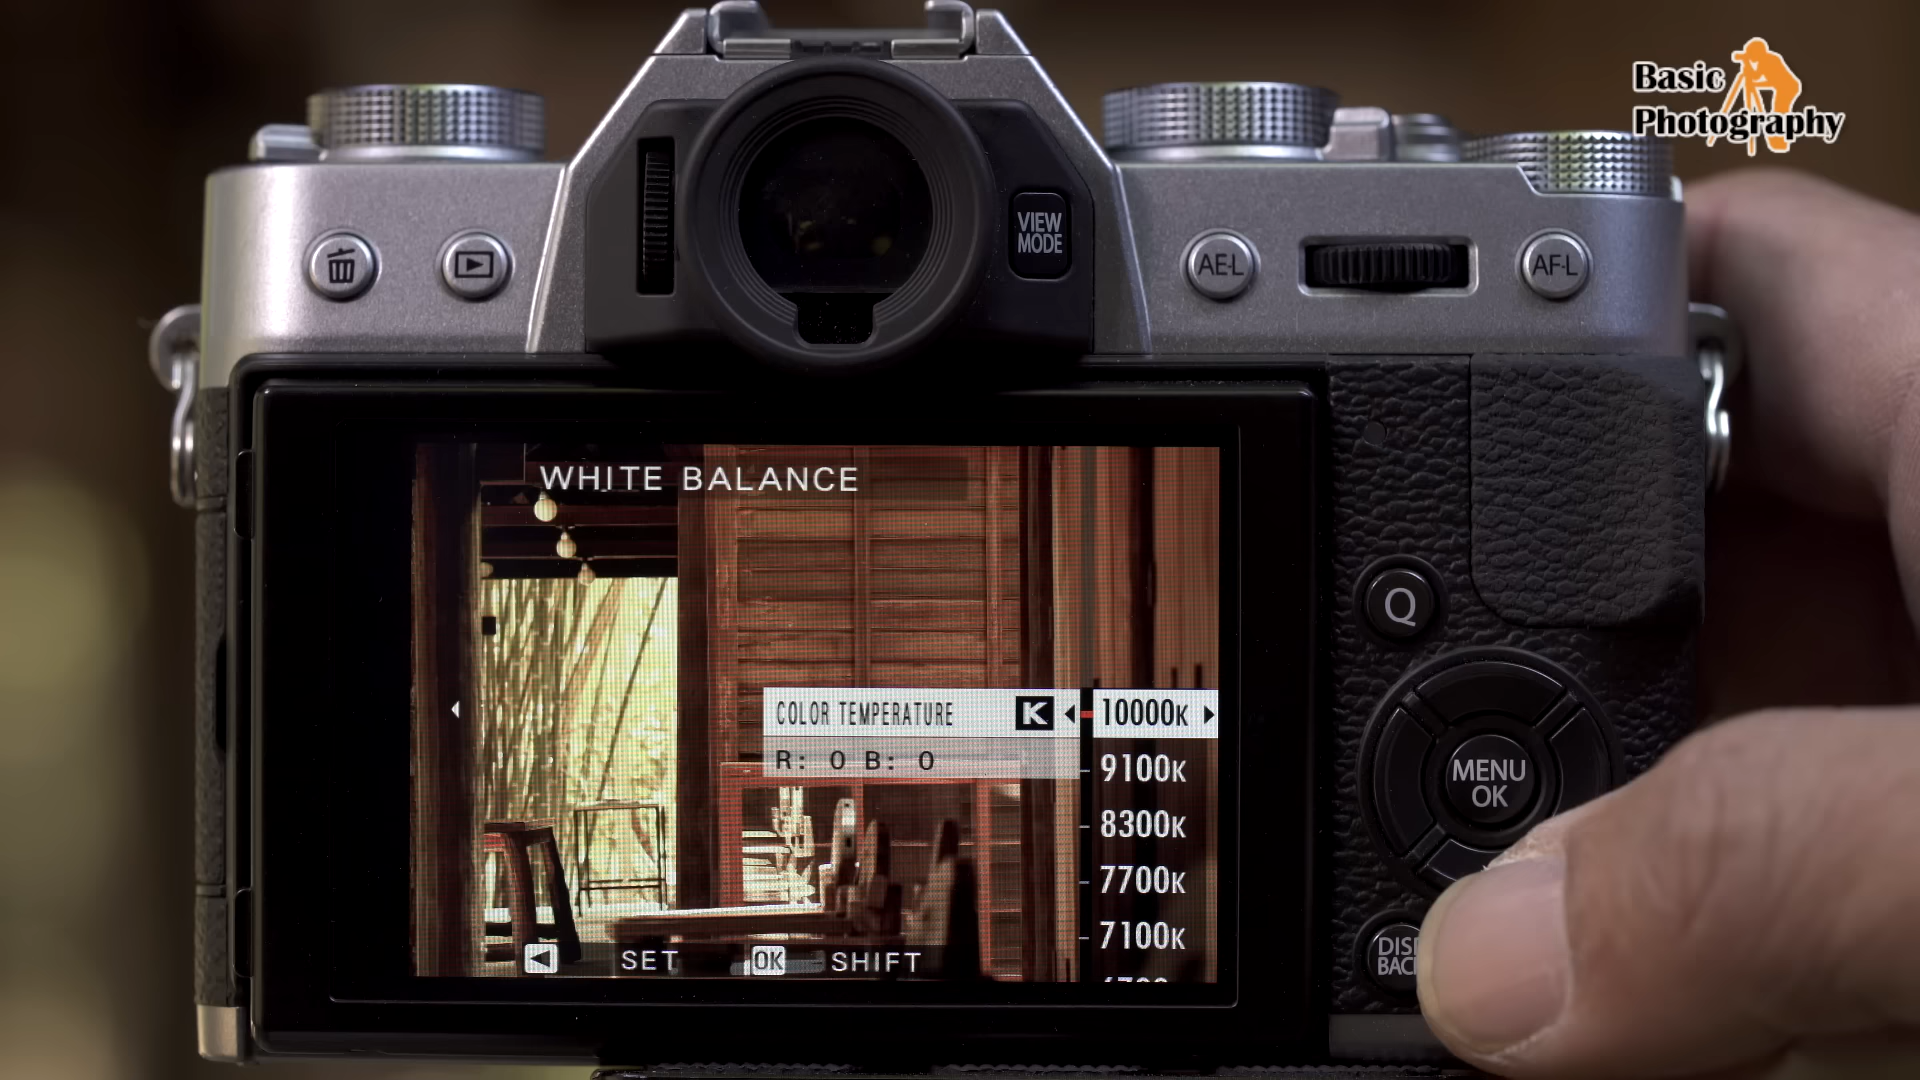 Basic
Photography
VIEW
MODE
AE-L
AF-L
WHITE BALANCE
Q
COLOR TEMPERATURE K 10000K
R: 0 B: 0
9100K
8300K
7700K
7100K
MENU
OK
SET OK SHIFT